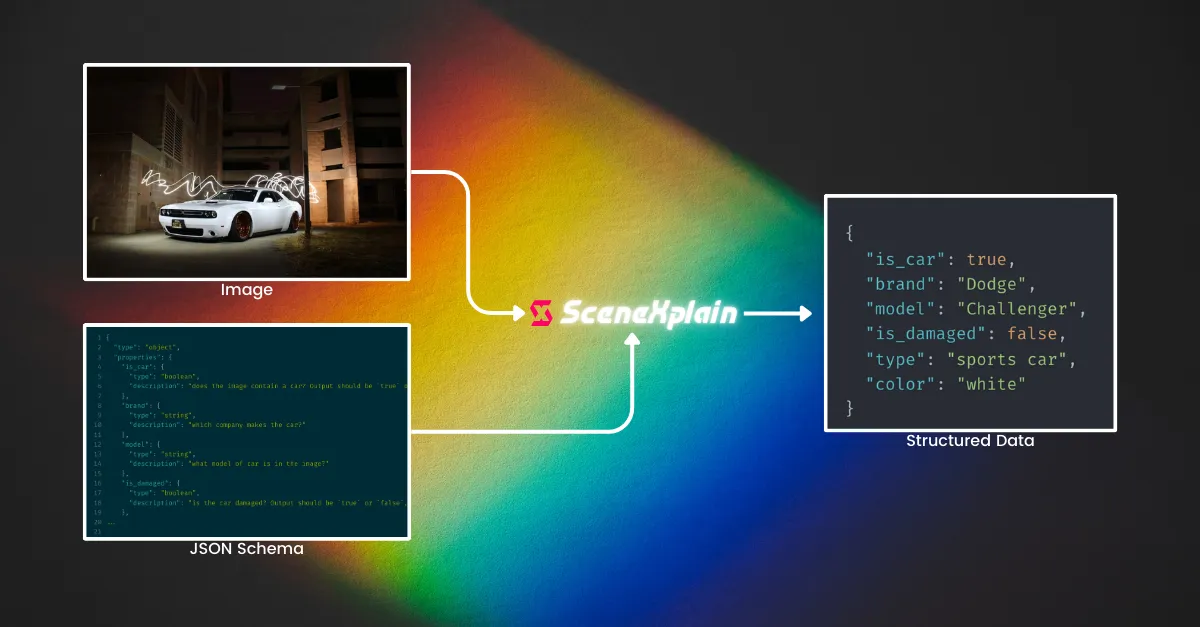 Image
1 {
2 "type": "object",
3 "properties": {
4 "is_car": {
5 "type": "boolean",
6 "description": "does the image contain a car? Output should be `true`
7 },
8 "brand": {
9 "type": "string",
10 "description": "which company makes the car?"
11 },
12 "model": {
13 "type": "string",
14 "description": "what model of car is in the image?"
15 },
16 "is_damaged": {
17 "type": "boolean",
18 "description": "is the car damaged? Output should be `true` or `false`,
19 },
20 ...
21
JSON Schema
SceneXplain
{
"is_car": true,
"brand": "Dodge",
"model": "Challenger",
"is_damaged": false,
"type": "sports car",
"color": "white"
}
Structured Data